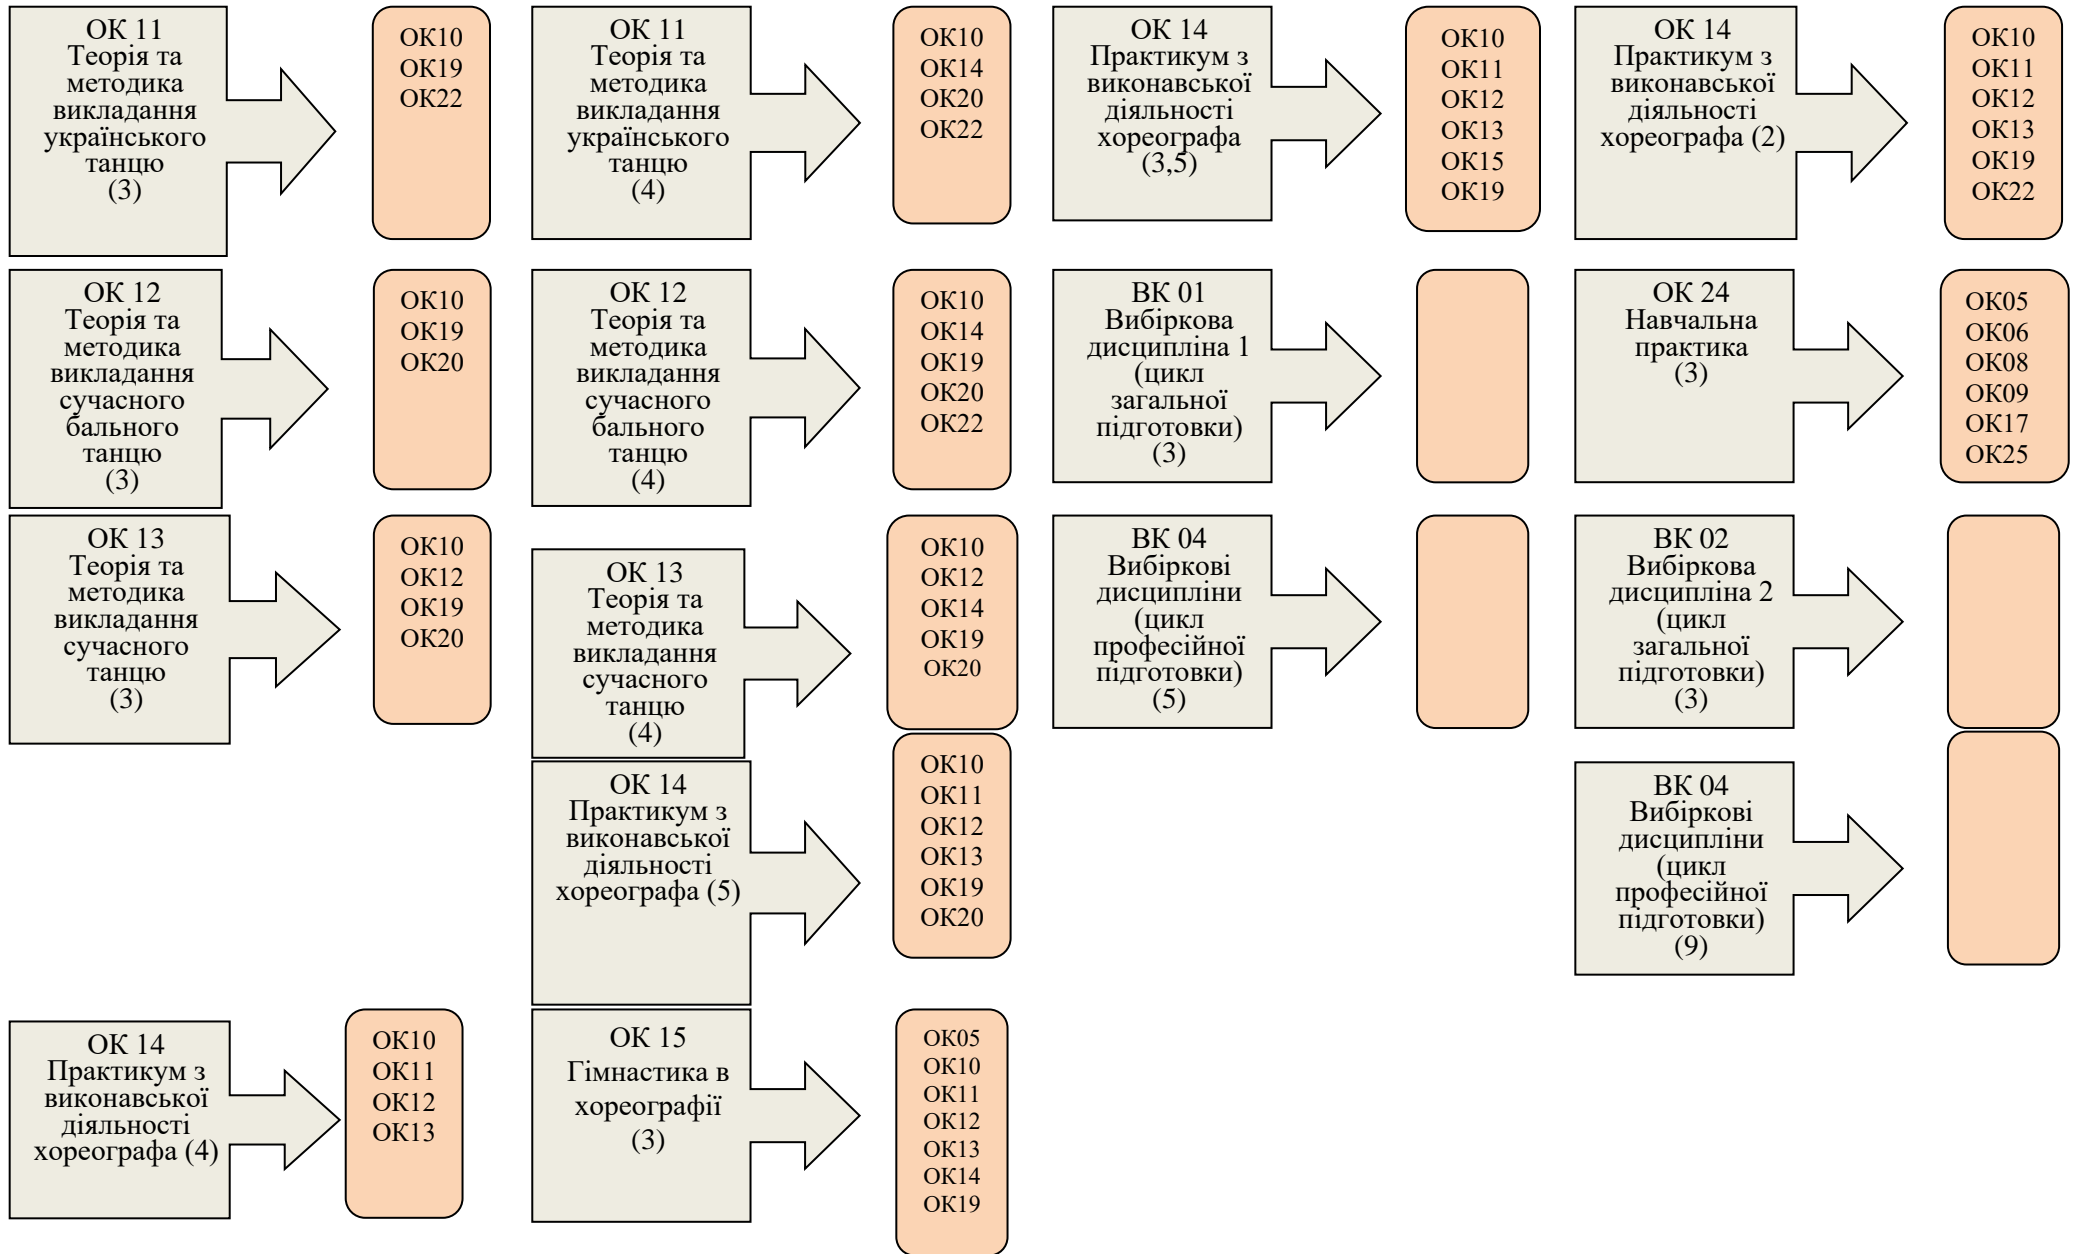 ОК 11
Теорія та
методика
викладання
українського
танцю
(3)
ОК10
ОК19
ОК22
ОК 11
Теорія та
методика
викладання
українського
танцю
(4)
ОК10
ОК14
ОК20
ОК22
ОК 14
Практикум з
виконавської
діяльності
хореографа
(3,5)
ОК10
ОК11
ОК12
ОК13
ОК15
ОК19
ОК 14
Практикум з
виконавської
діяльності
хореографа (2)
ОК10
ОК11
ОК12
ОК13
ОК19
ОК22
ОК 12
Теорія та
методика
викладання
сучасного
бального
танцю
(3)
ОК10
ОК19
ОК20
ОК 12
Теорія та
методика
викладання
сучасного
бального
танцю
(4)
ОК10
ОК14
ОК19
ОК20
ОК22
ВК 01
Вибіркова
дисципліна 1
(цикл
загальної
підготовки)
(3)
ОК 24
Навчальна
практика
(3)
ОК05
ОК06
ОК08
ОК09
ОК17
ОК25
ОК 13
Теорія та
методика
викладання
сучасного
танцю
(3)
ОК10
ОК12
ОК19
ОК20
ОК 13
Теорія та
методика
викладання
сучасного
танцю
(4)
ОК10
ОК12
ОК14
ОК19
ОК20
ВК 04
Вибіркові
дисципліни
(цикл
професійної
підготовки)
(5)
ВК 02
Вибіркова
дисципліна 2
(цикл
загальної
підготовки)
(3)
ОК 14
Практикум з
виконавської
діяльності
хореографа (5)
ОК10
ОК11
ОК12
ОК13
ОК19
ОК20
ВК 04
Вибіркові
дисципліни
(цикл
професійної
підготовки)
(9)
ОК 14
Практикум з
виконавської
діяльності
хореографа (4)
ОК10
ОК11
ОК12
ОК13
ОК 15
Гімнастика в
хореографії
(3)
ОК05
ОК10
ОК11
ОК12
ОК13
ОК14
ОК19